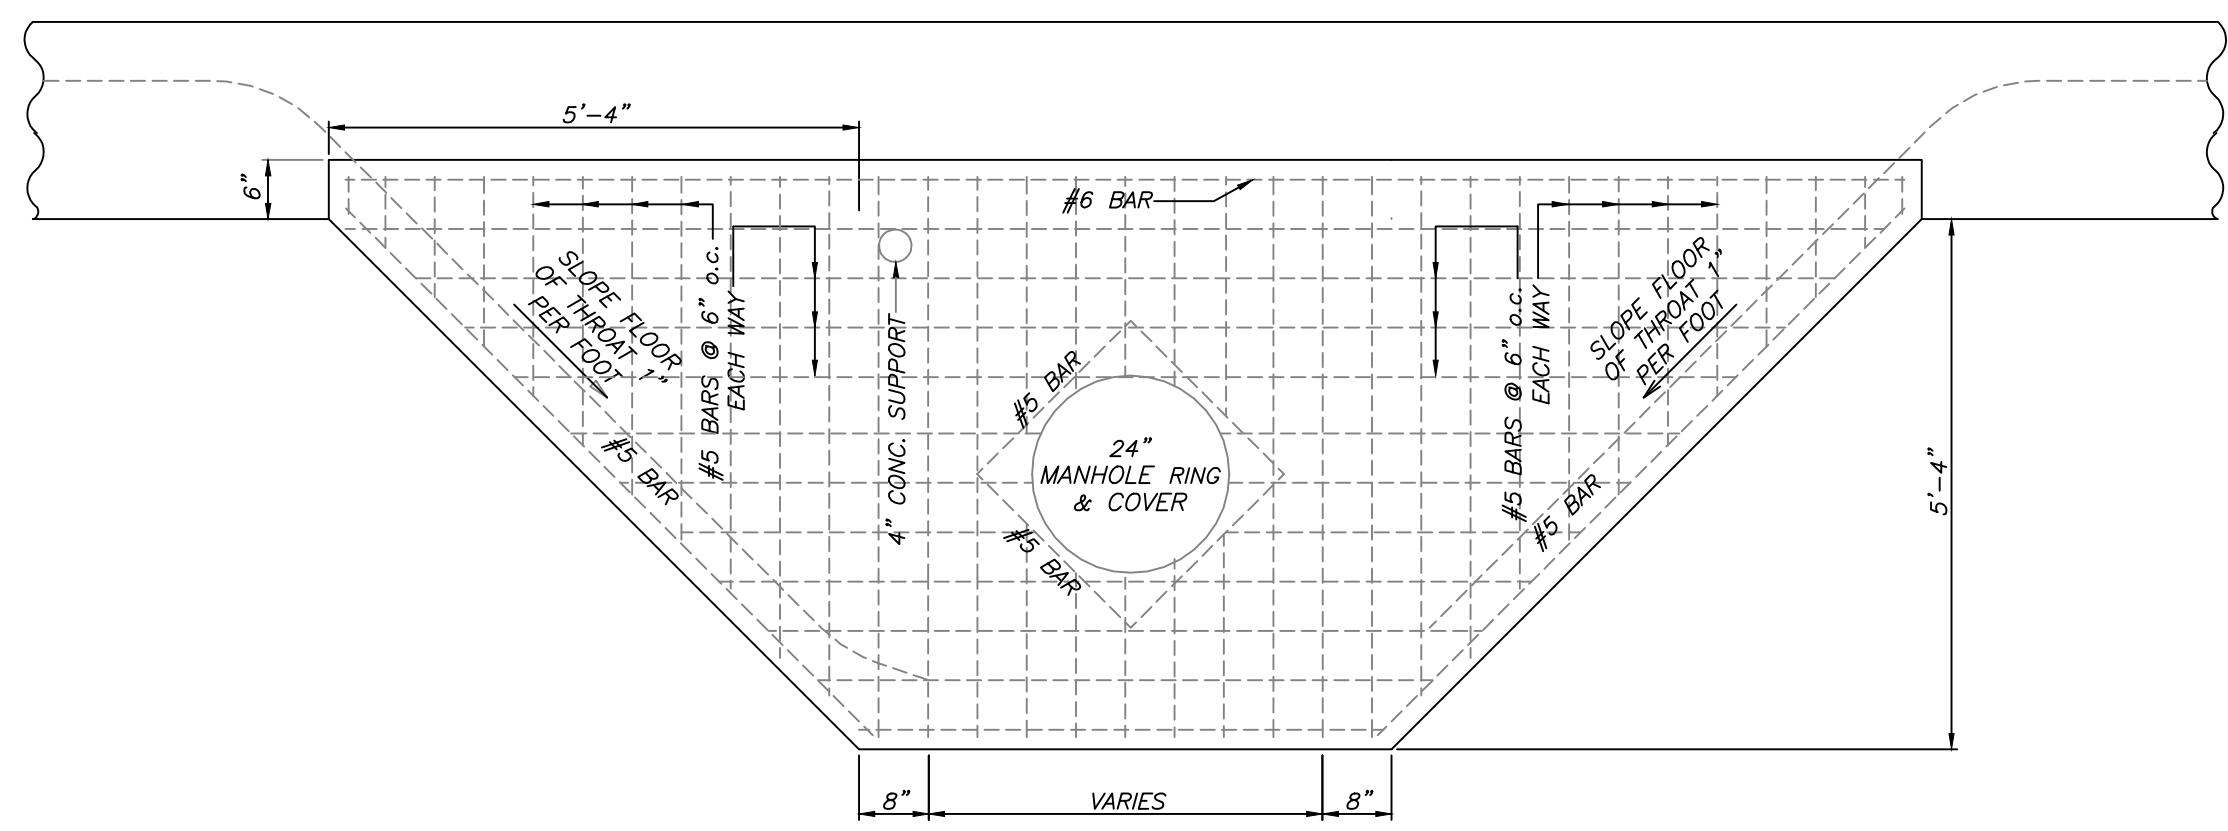 5'-4"
6"
#6 BAR
SLOPE FLOOR
OF THROAT 1"
PER FOOT
#5 BARS @ 6" o.c.
EACH WAY
4" CONC. SUPPORT
#5 BAR
#5 BAR
24"
MANHOLE RING
& COVER
#5 BAR
#5 BARS @ 6" o.c.
EACH WAY
SLOPE FLOOR
OF THROAT 1"
PER FOOT
#5 BAR
5'-4"
8"
VARIES
8"